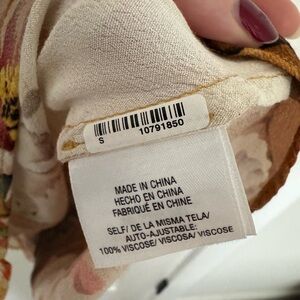 S 10791850
MADE IN CHINA
HECHO EN CHINA
FABRIQUÉ EN CHINE
SELF/ DE LA MISMA TELA/
AUTO-AJUSTABLE:
100% VISCOSE/ VISCOSA/ VISCOSE